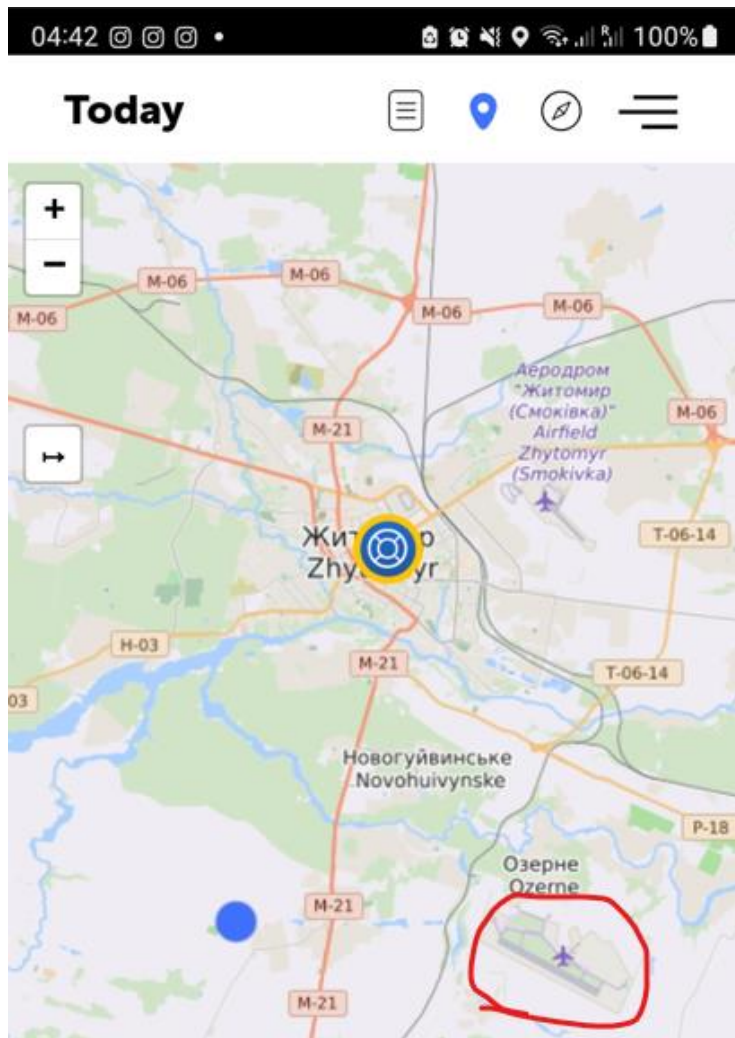 04:42
100%
Today
+
−
M-06
M-06
M-06
M-06
M-06
Аеродром
"Житомир
(Смоківка)"
Airfield
Zhytomyr
(Smokivka)
M-06
M-21
T-06-14
H-03
M-21
T-06-14
03
Новогуйвинське
Novohuivynske
P-18
Озерне
Ozerne
M-21
M-21